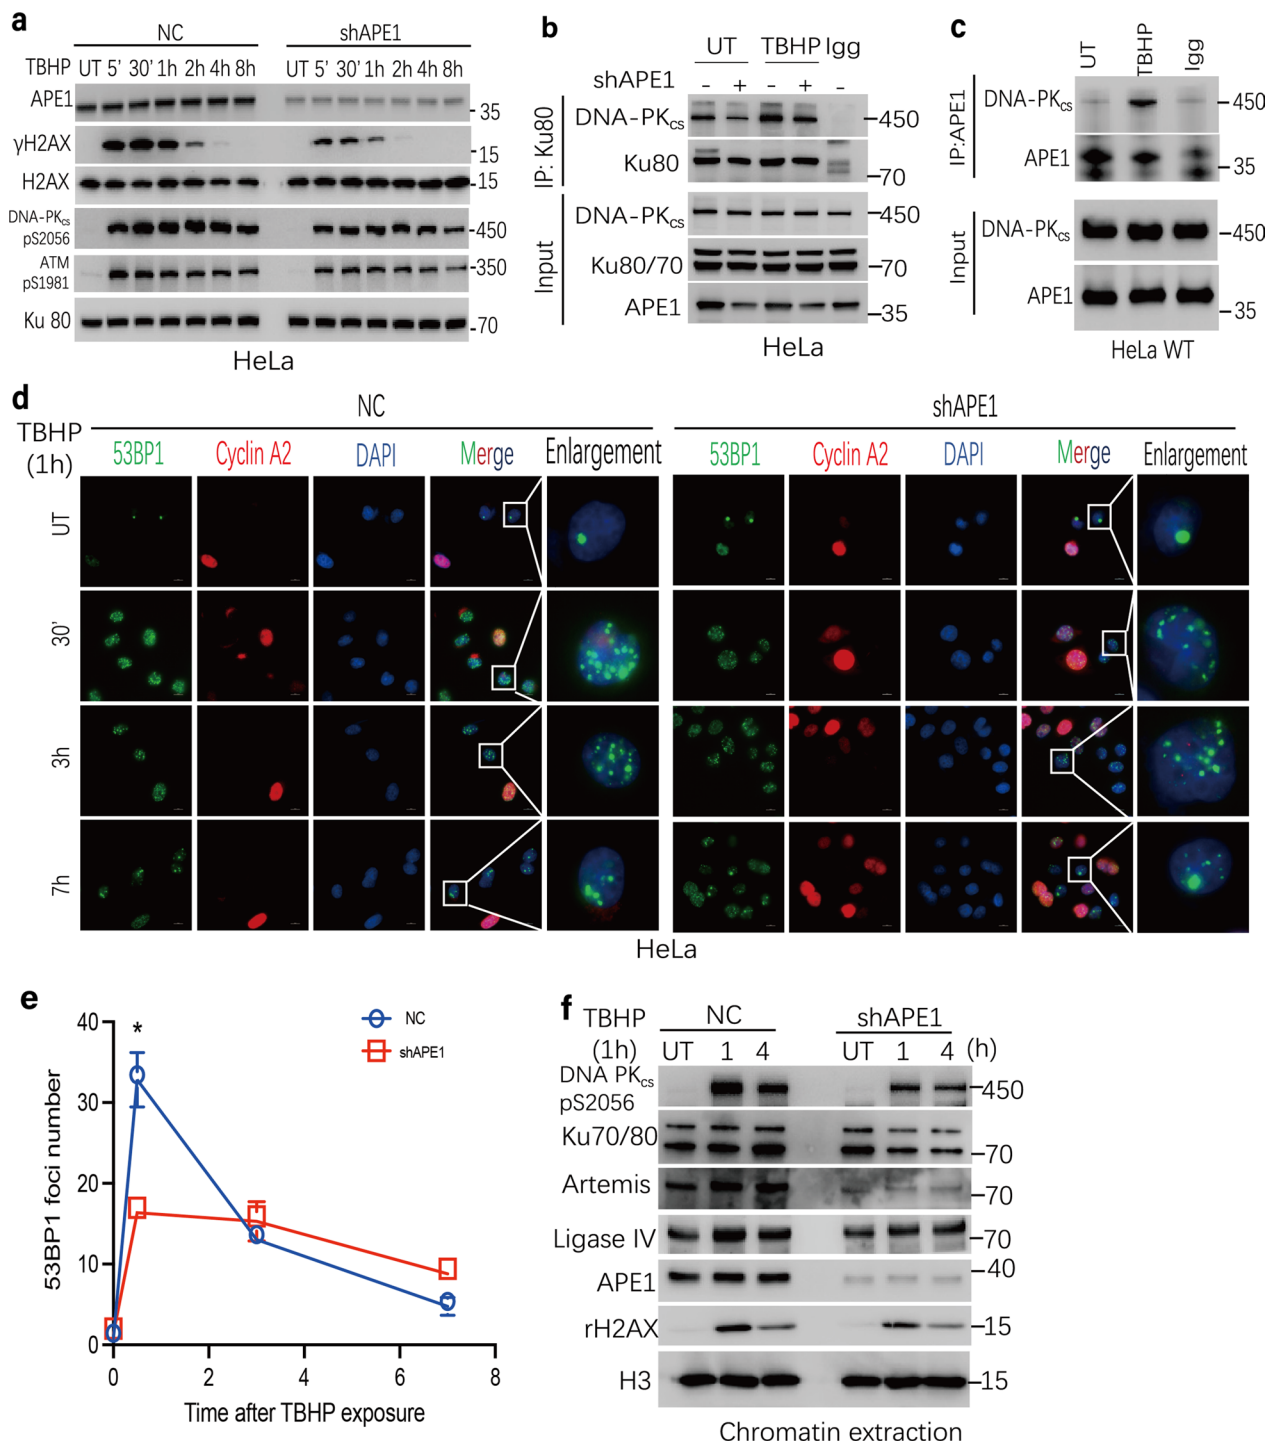 a
NC shAPE1
TBHP UT 5' 30' 1h 2h 4h 8h UT 5' 30' 1h 2h 4h 8h
APE1 -35
γH2AX -15
H2AX -15
DNA-PKcs
pS2056 -450
ATM -350
pS1981
Ku 80 -70
HeLa
b
UT TBHP Igg
shAPE1 - + - + -
IP: Ku80
DNA-PKcs -450
Ku80 -70
Input
DNA-PKcs -450
Ku80/70 -70
APE1 -35
HeLa
c
UT TBHP Igg
IP:APE1
DNA-PKcs -450
APE1 -35
Input
DNA-PKcs -450
APE1 -35
HeLa WT
d
NC shAPE1
TBHP
(1h)
53BP1 Cyclin A2 DAPI Merge Enlargement 53BP1 Cyclin A2 DAPI Merge Enlargement
UT
30'
3h
7h
HeLa
e
NC
shAPE1
*
53BP1 foci number
40
30
20
10
0
0 2 4 6 8
Time after TBHP exposure
f
TBHP NC shAPE1
(1h) UT 1 4 UT 1 4 (h)
DNA PKcs
pS2056 -450
Ku70/80 -70
Artemis -70
Ligase IV -70
APE1 -40
rH2AX -15
H3 -15
Chromatin extraction